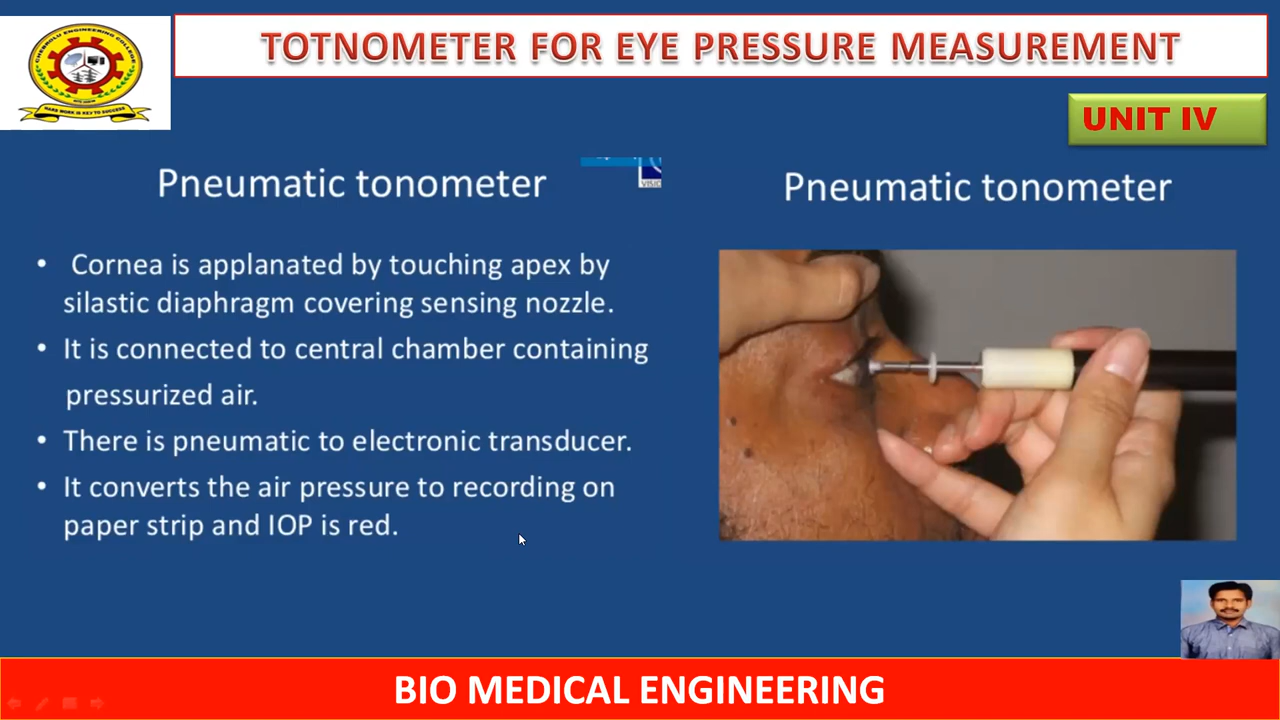 TOTNOMETER FOR EYE PRESSURE MEASUREMENT
UNIT IV
Pneumatic tonometer
• Cornea is applanated by touching apex by
silastic diaphragm covering sensing nozzle.
• It is connected to central chamber containing
pressurized air.
• There is pneumatic to electronic transducer.
• It converts the air pressure to recording on
paper strip and IOP is red.
Pneumatic tonometer
BIO MEDICAL ENGINEERING